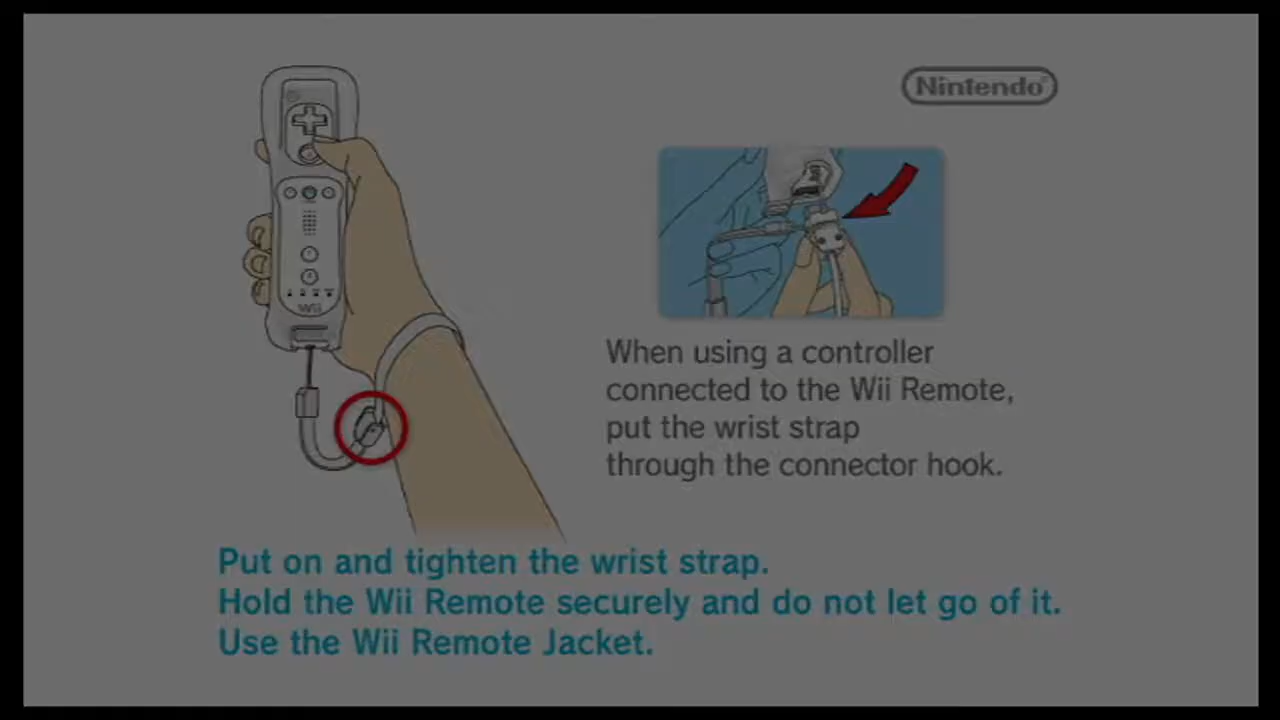 Nintendo
Wii
When using a controller
connected to the Wii Remote,
put the wrist strap
through the connector hook.
Put on and tighten the wrist strap.
Hold the Wii Remote securely and do not let go of it.
Use the Wii Remote Jacket.